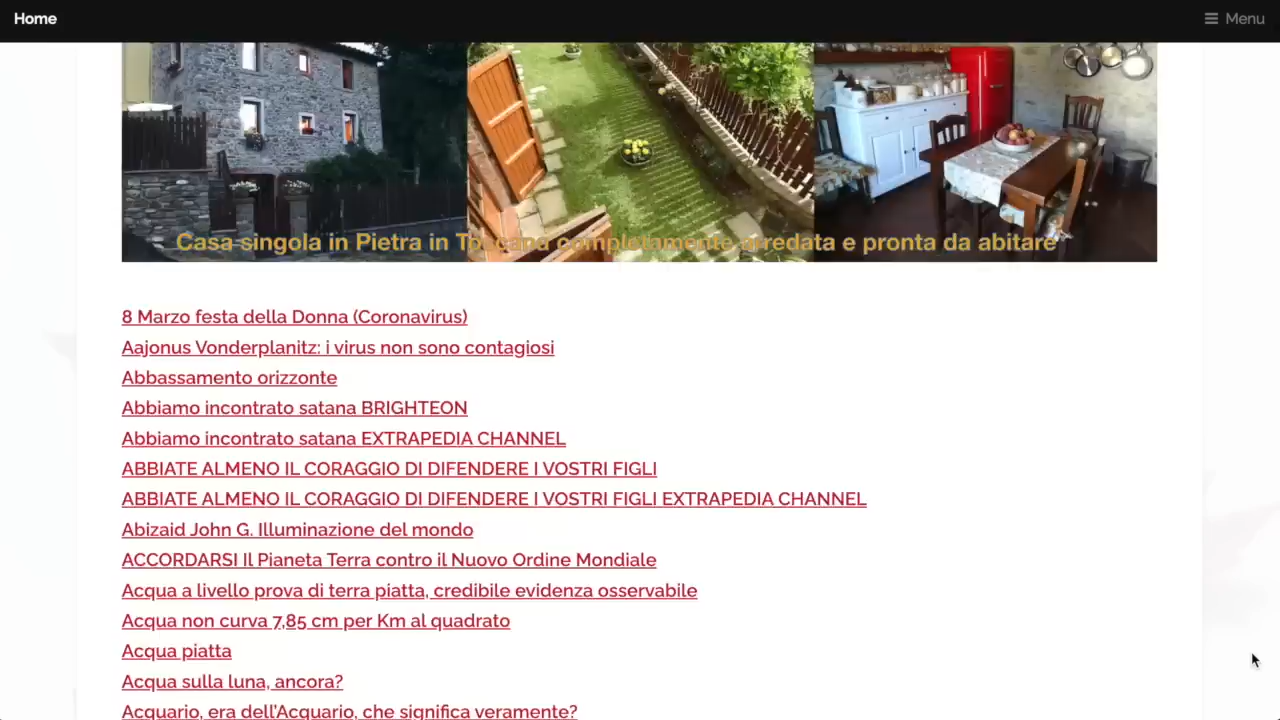 Home
Menu
Casa singola in Pietra in Toscana completamente arredata e pronta da abitare
8 Marzo festa della Donna (Coronavirus)
Aajonus Vonderplanitz: i virus non sono contagiosi
Abbassamento orizzonte
Abbiamo incontrato satana BRIGHTEON
Abbiamo incontrato satana EXTRAPEDIA CHANNEL
ABBIATE ALMENO IL CORAGGIO DI DIFENDERE I VOSTRI FIGLI
ABBIATE ALMENO IL CORAGGIO DI DIFENDERE I VOSTRI FIGLI EXTRAPEDIA CHANNEL
Abizaid John G. Illuminazione del mondo
ACCORDARSI Il Pianeta Terra contro il Nuovo Ordine Mondiale
Acqua a livello prova di terra piatta, credibile evidenza osservabile
Acqua non curva 7,85 cm per Km al quadrato
Acqua piatta
Acqua sulla luna, ancora?
Acquario, era dell'Acquario, che significa veramente?